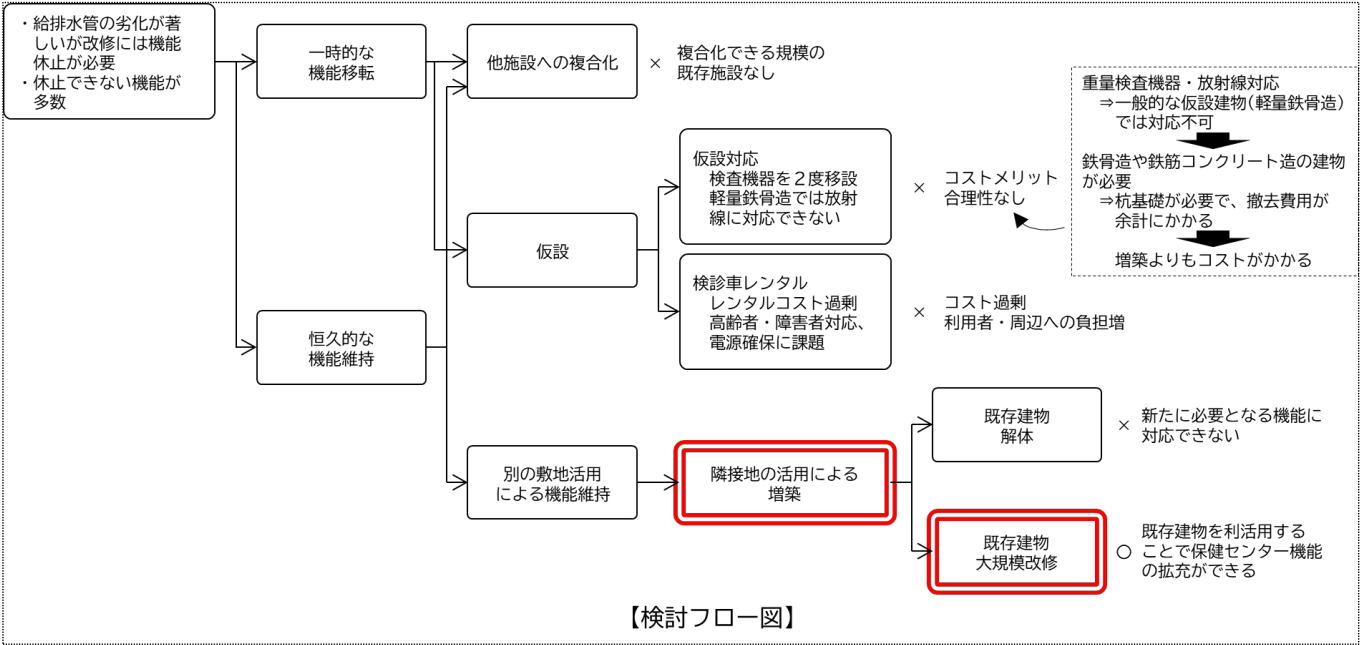 ・給排水管の劣化が著
しいが改修には機能
休止が必要
・休止できない機能が
多数
一時的な
機能移転
他施設への複合化
× 複合化できる規模の
既存施設なし
重量検査機器・放射線対応
⇒一般的な仮設建物(軽量鉄骨造)
では対応不可
鉄骨造や鉄筋コンクリート造の建物
が必要
⇒杭基礎が必要で、撤去費用が
余計にかかる
増築よりもコストがかかる
仮設対応
検査機器を２度移設
軽量鉄骨造では放射
線に対応できない
× コストメリット
合理性なし
仮設
検診車レンタル
レンタルコスト過剰
高齢者・障害者対応、
電源確保に課題
× コスト過剰
利用者・周辺への負担増
恒久的な
機能維持
別の敷地活用
による機能維持
隣接地の活用による
増築
既存建物
解体
× 新たに必要となる機能に
対応できない
既存建物
大規模改修
○ 既存建物を利活用する
ことで保健センター機能
の拡充ができる
【検討フロー図】